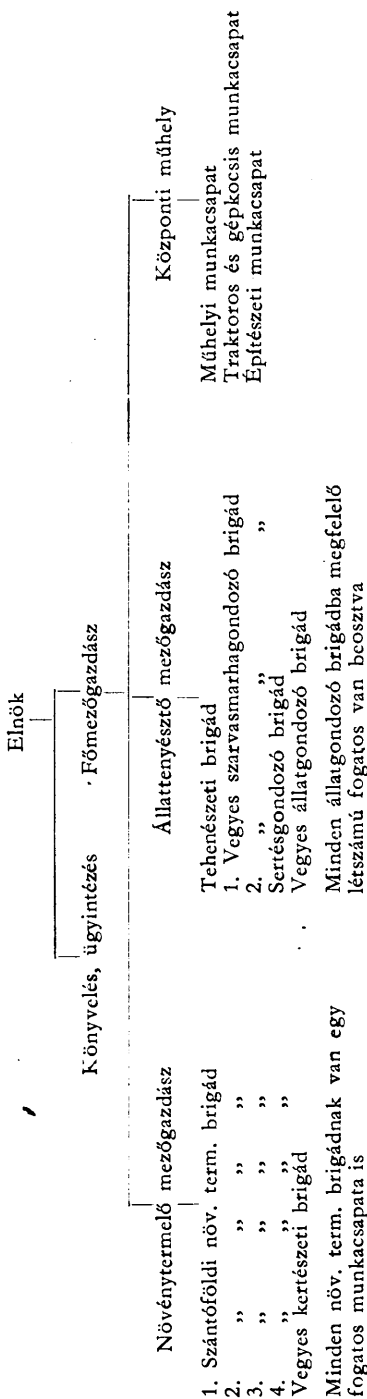 Elnök
Könyvelés, ügyintézés Főmezőgazdász
Növénytermelő mezőgazdász
1. Szántóföldi növ. term. brigád
2. „ „ „ „
3. „ „ „ „
4. „ „ „ „
Vegyes kertészeti brigád
Minden növ. term. brigádnak van egy
fogatos munkacsapata is
Állattenyésztő mezőgazdász
Tehenészeti brigád
1. Vegyes szarvasmarhagondozó brigád
2. „ „ „
Sertésgondozó brigád
Vegyes állatgondozó brigád
Minden állatgondozó brigádba megfelelő
létszámú fogatos van beosztva
Központi műhely
Műhelyi munkacsapat
Traktoros és gépkocsis munkacsapat
Építészeti munkacsapat